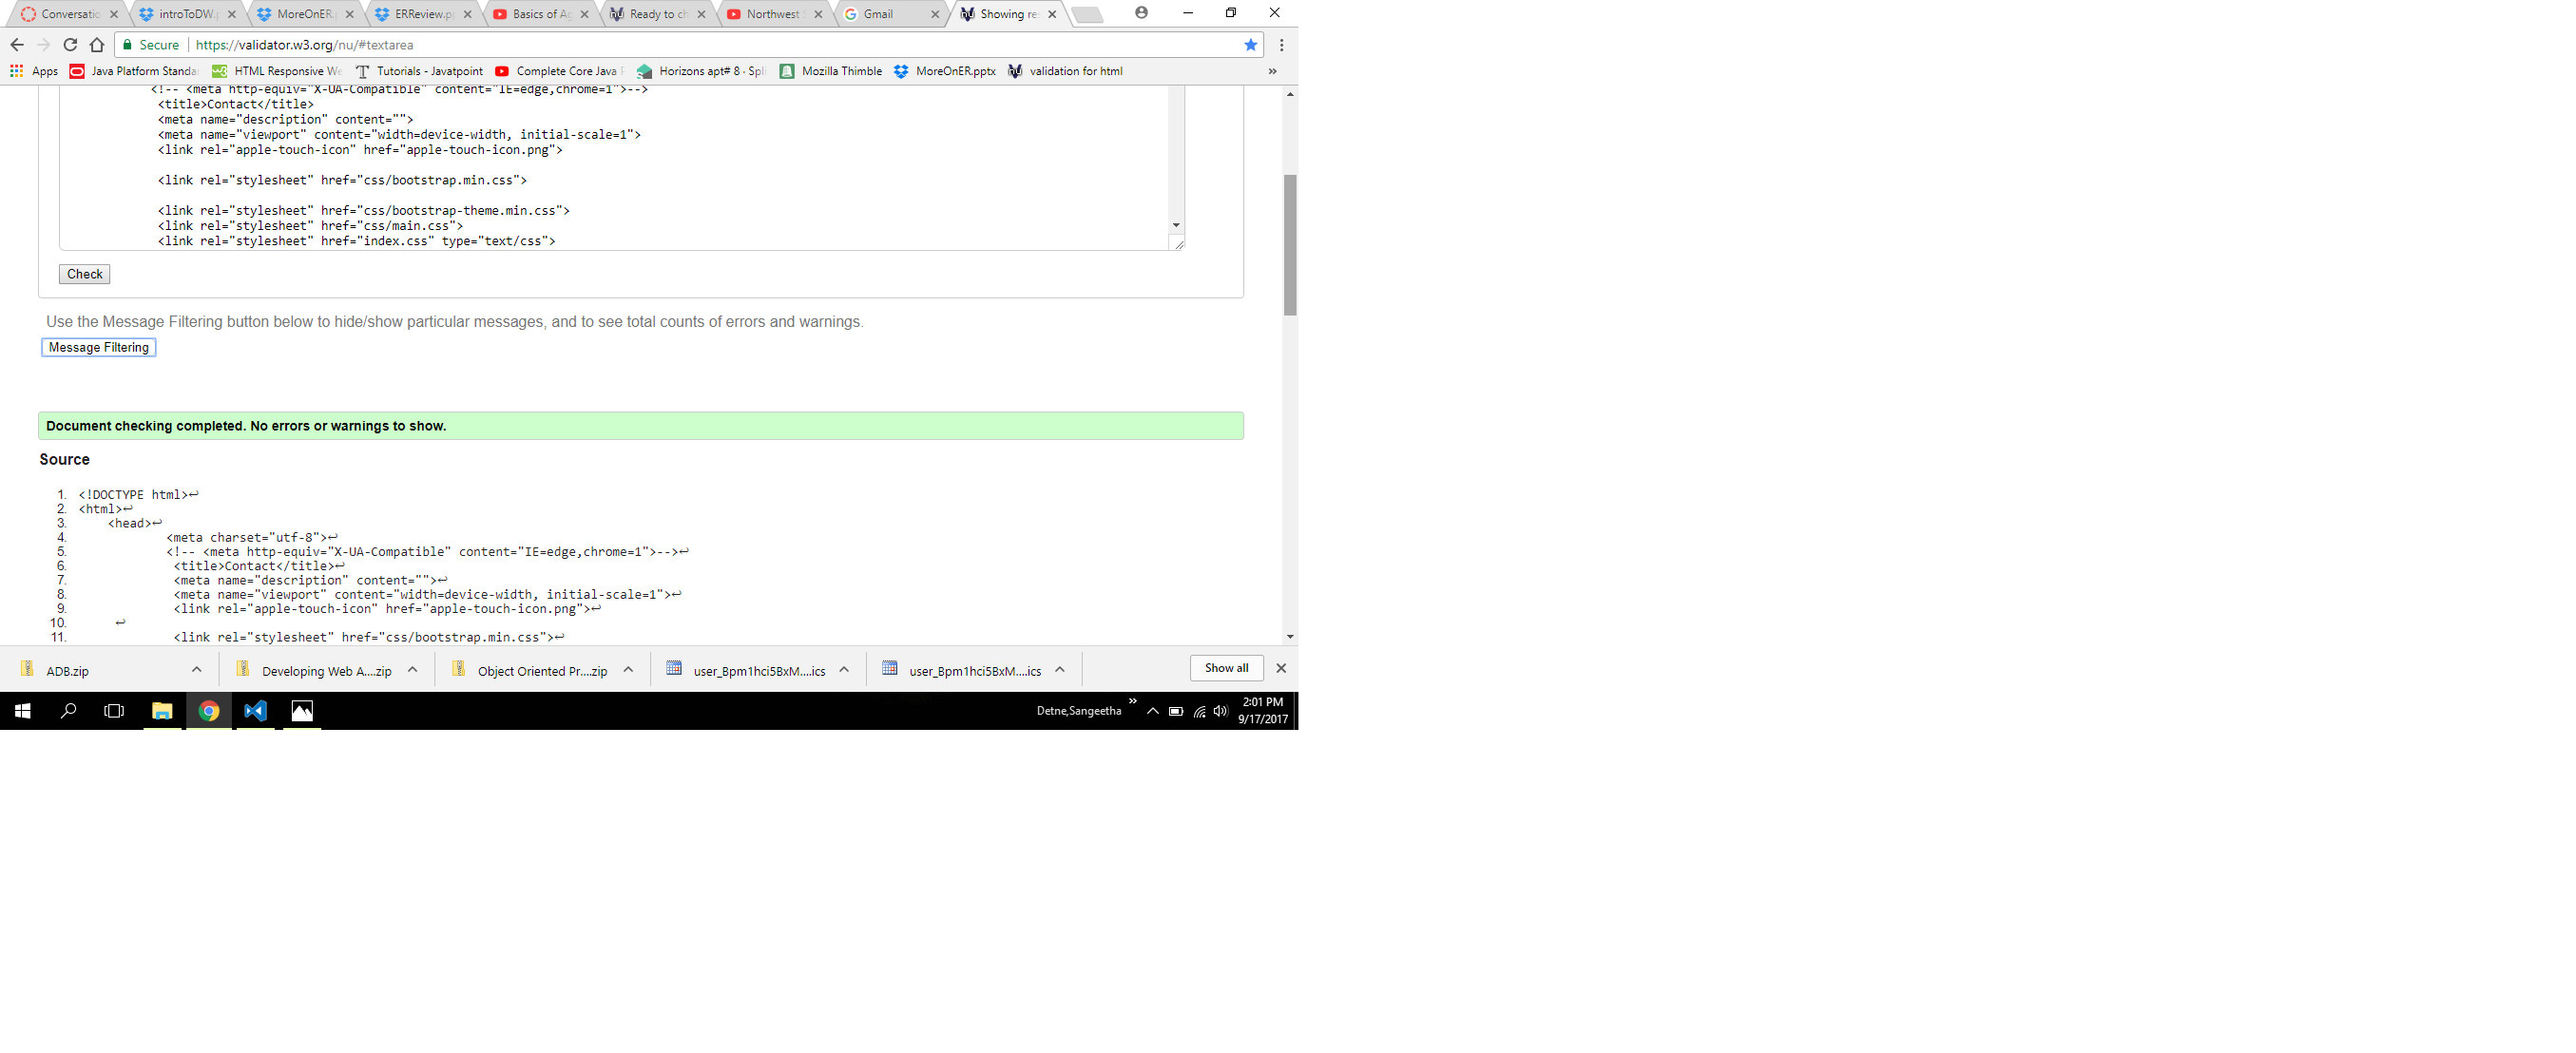 Conversatio introToDW. MoreOnER. ERReview.p Basics of Ag Ready to ch Northwest Gmail Showing re
Secure https://validator.w3.org/nu/#textarea
Apps Java Platform Standa HTML Responsive We Tutorials - Javatpoint Complete Core Java Horizons apt# 8 - Spli Mozilla Thimble MoreOnER.pptx validation for html »
<!-- <meta http-equiv="X-UA-Compatible" content="IE=edge,chrome=1">-->
<title>Contact</title>
<meta name="description" content="">
<meta name="viewport" content="width=device-width, initial-scale=1">
<link rel="apple-touch-icon" href="apple-touch-icon.png">
<link rel="stylesheet" href="css/bootstrap.min.css">
<link rel="stylesheet" href="css/bootstrap-theme.min.css">
<link rel="stylesheet" href="css/main.css">
<link rel="stylesheet" href="index.css" type="text/css">
Check
Use the Message Filtering button below to hide/show particular messages, and to see total counts of errors and warnings.
Message Filtering
Document checking completed. No errors or warnings to show.
Source
1. <!DOCTYPE html>↩
2. <html>↩
3. <head>↩
4. <meta charset="utf-8">↩
5. <!-- <meta http-equiv="X-UA-Compatible" content="IE=edge,chrome=1">-->↩
6. <title>Contact</title>↩
7. <meta name="description" content="">↩
8. <meta name="viewport" content="width=device-width, initial-scale=1">↩
9. <link rel="apple-touch-icon" href="apple-touch-icon.png">↩
10. ↩
11. <link rel="stylesheet" href="css/bootstrap.min.css">↩
ADB.zip Developing Web A....zip Object Oriented Pr....zip user_Bpm1hci5BxM....ics user_Bpm1hci5BxM....ics Show all
Detne,Sangeetha » 2:01 PM
9/17/2017